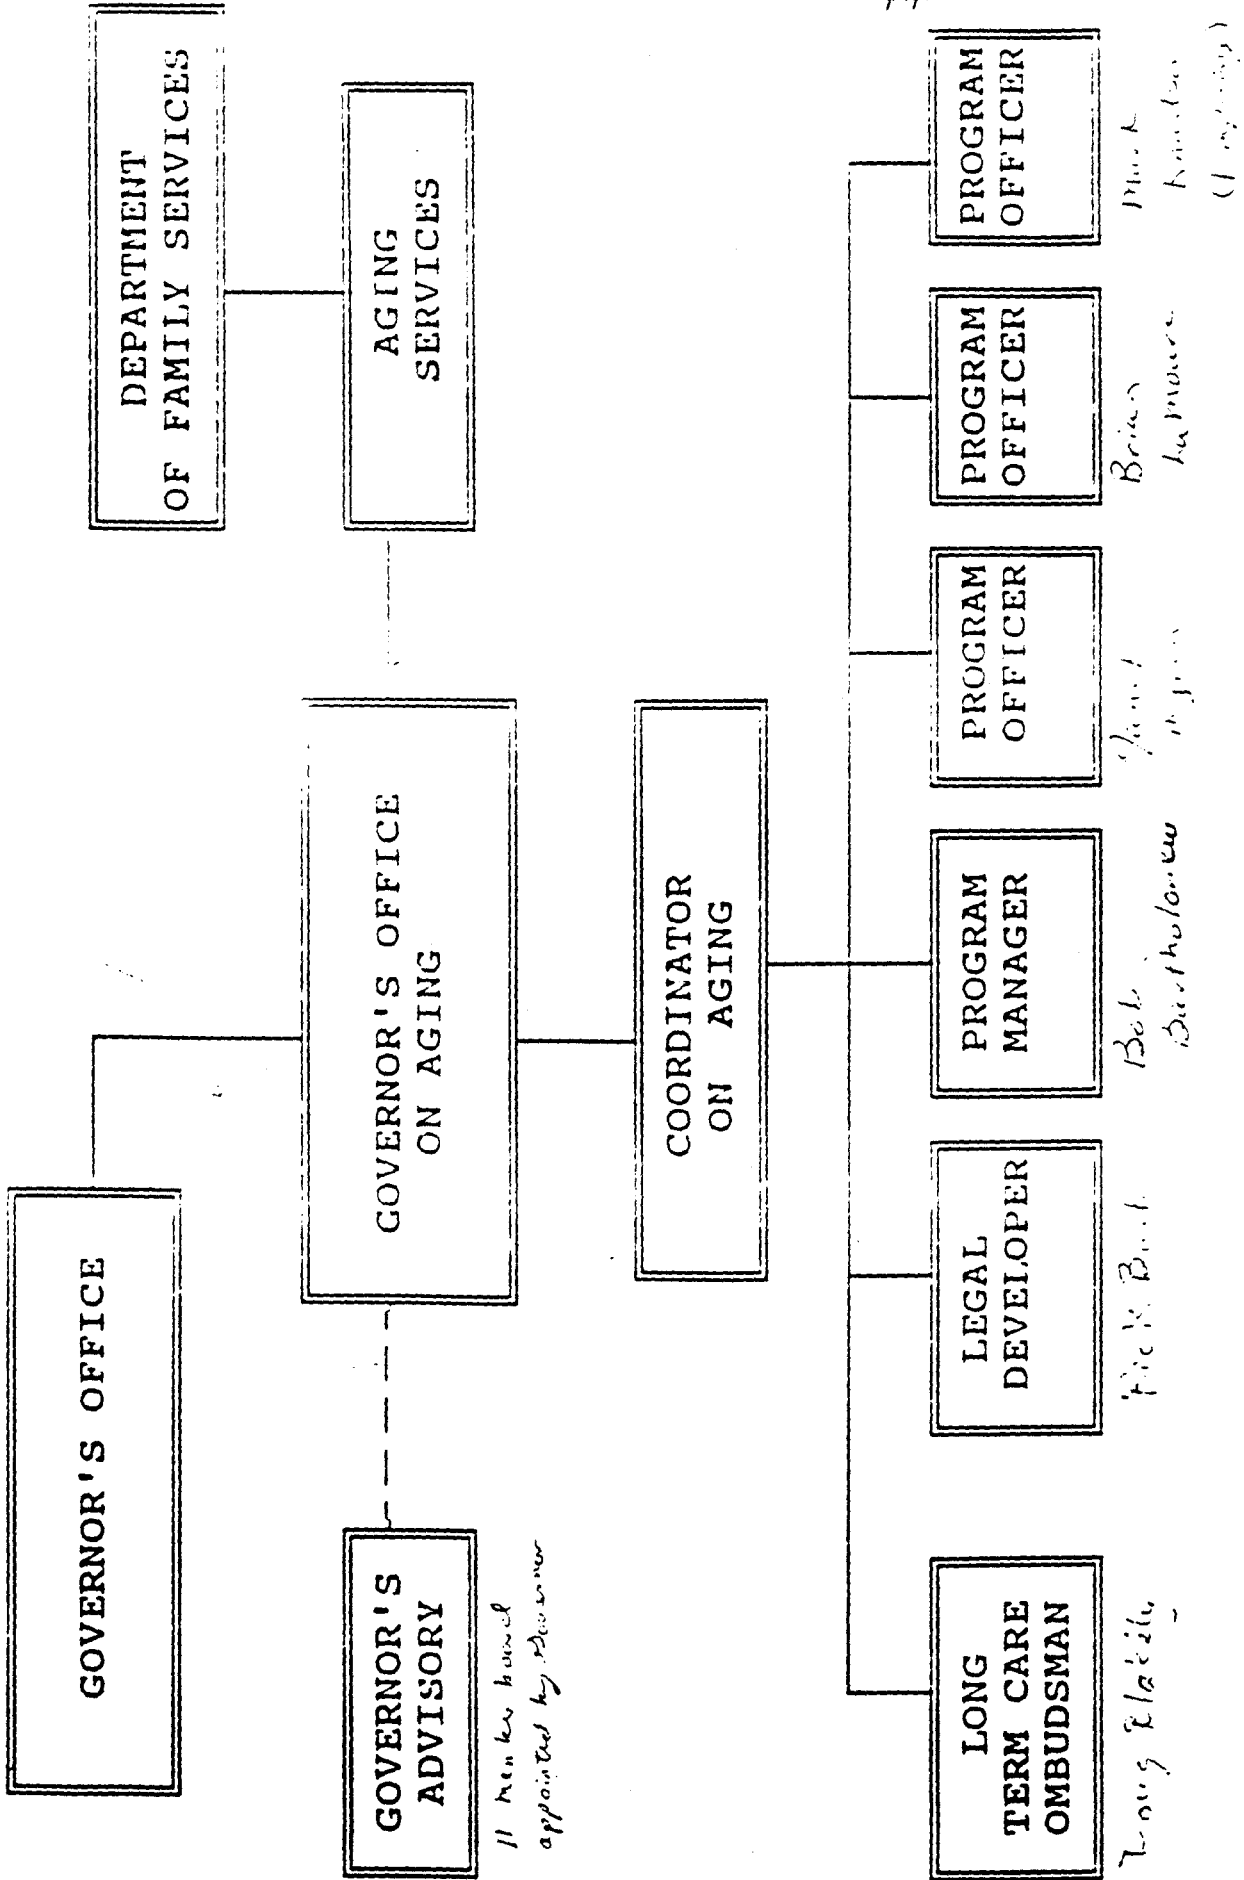 GOVERNOR'S OFFICE
DEPARTMENT
OF FAMILY SERVICES
GOVERNOR'S
ADVISORY
11 member board
appointed by Governor
GOVERNOR'S OFFICE
ON AGING
AGING
SERVICES
COORDINATOR
ON AGING
LONG
TERM CARE
OMBUDSMAN
LEGAL
DEVELOPER
PROGRAM
MANAGER
Bob
Bartholomew
PROGRAM
OFFICER
PROGRAM
OFFICER
Brian
PROGRAM
OFFICER